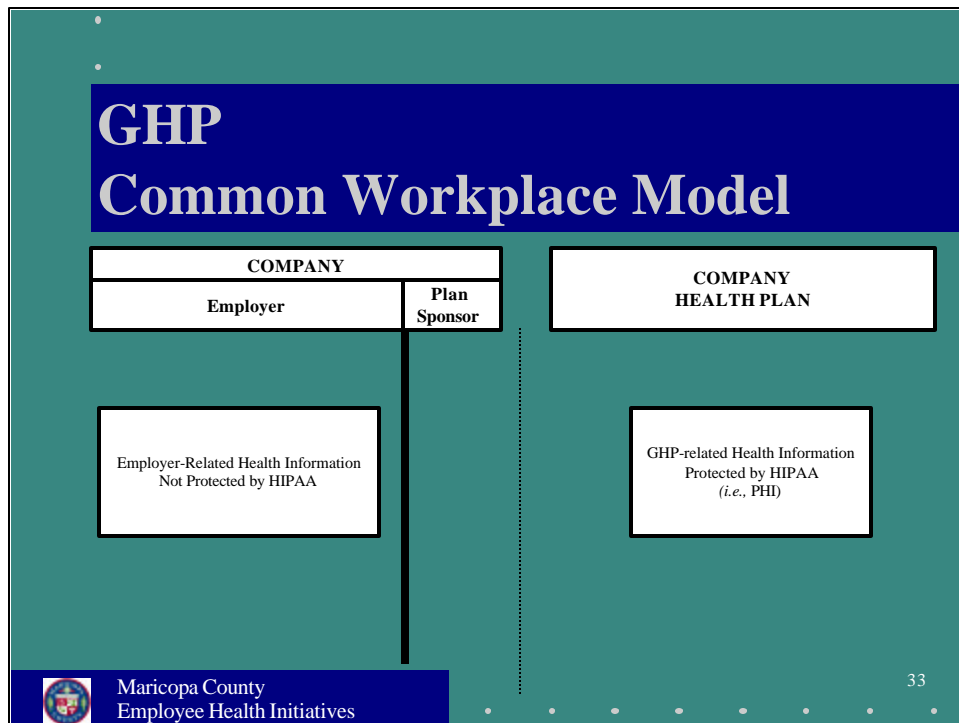 GHP
Common Workplace Model
COMPANY
Employer
Plan
Sponsor
COMPANY
HEALTH PLAN
Employer-Related Health Information
Not Protected by HIPAA
GHP-related Health Information
Protected by HIPAA
(i.e., PHI)
Maricopa County
Employee Health Initiatives
33